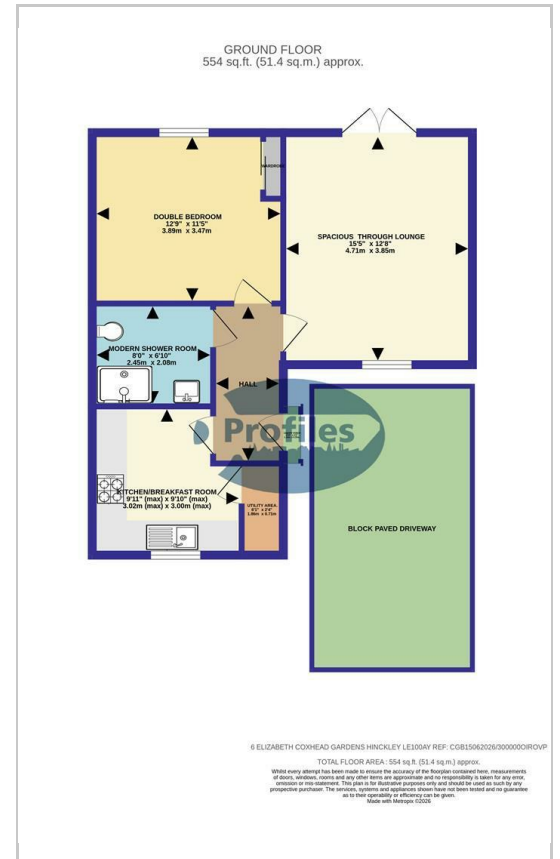 GROUND FLOOR
554 sq.ft. (51.4 sq.m.) approx.
WARDROBE
DOUBLE BEDROOM
12'9" x 11'5"
3.89m x 3.47m
SPACIOUS THROUGH LOUNGE
15'5" x 12'8"
4.71m x 3.85m
MODERN SHOWER ROOM
8'0" x 6'10"
2.45m x 2.08m
HALL
Profiles
KITCHEN/BREAKFAST ROOM
9'11" (max) x 9'10" (max)
3.02m (max) x 3.00m (max)
UTILITY AREA
BLOCK PAVED DRIVEWAY
6 ELIZABETH COXHEAD GARDENS HINCKLEY LE100AY REF: CGB15062026/300000OIROVP
TOTAL FLOOR AREA : 554 sq.ft. (51.4 sq.m.) approx.
Whilst every attempt has been made to ensure the accuracy of the floorplan contained here, measurements
of doors, windows, rooms and any other items are approximate and no responsibility is taken for any error,
omission or mis-statement. This plan is for illustrative purposes only and should be used as such by any
prospective purchaser. The services, systems and appliances shown have not been tested and no guarantee
as to their operability or efficiency can be given.
Made with Metropix ©2026